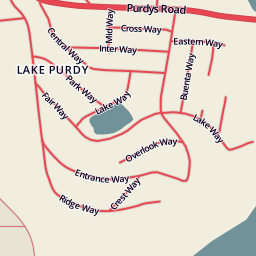 Purdys Road
Mid Way
Cross Way
Central Way
Inter Way
Eastern Way
LAKE PURDY
Park Way
Buenta Way
Fair Way
Lake Way
Lake Way
Overlook Way
Entrance Way
Crest Way
Ridge Way